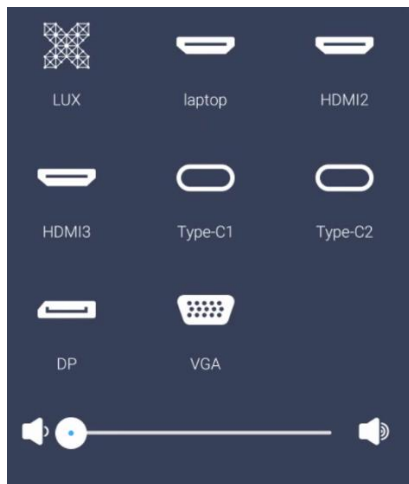 LUX
laptop
HDMI2
HDMI3
Type-C1
Type-C2
DP
VGA